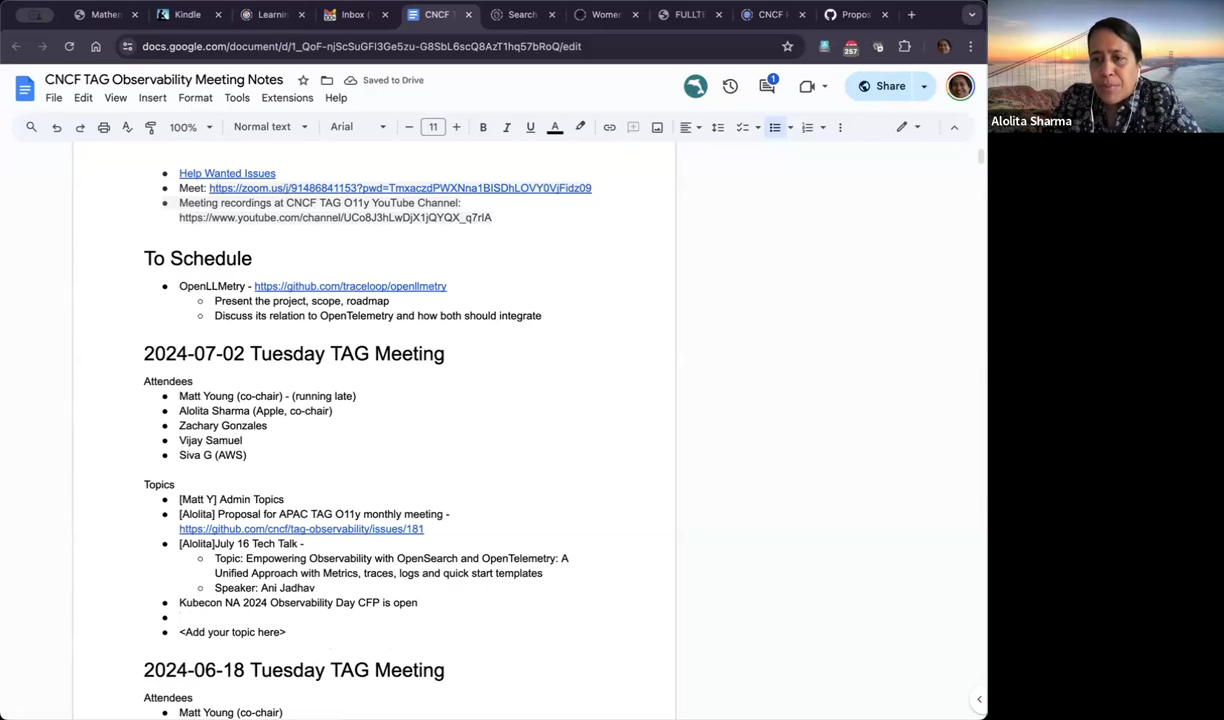 Mather
Kindle
Learnin
Inbox (
CNCF T
Search
Women
FULLTE
CNCF F
Propos
docs.google.com/document/d/1_QoF-njScSuGFI3Ge5zu-G8SbL6scQ8AzT1hq57bRoQ/edit
257
CNCF TAG Observability Meeting Notes
Saved to Drive
File Edit View Insert Format Tools Extensions Help
1
Share
100%
Normal text
Arial
11
Help Wanted Issues
Meet: https://zoom.us/j/91486841153?pwd=TmxaczdPWXNna1BISDhLOVY0VjFidz09
Meeting recordings at CNCF TAG O11y YouTube Channel:
https://www.youtube.com/channel/UCo8J3hLwDjX1jQYQX_q7rlA
To Schedule
OpenLLMetry - https://github.com/traceloop/openllmetry
Present the project, scope, roadmap
Discuss its relation to OpenTelemetry and how both should integrate
2024-07-02 Tuesday TAG Meeting
Attendees
Matt Young (co-chair) - (running late)
Alolita Sharma (Apple, co-chair)
Zachary Gonzales
Vijay Samuel
Siva G (AWS)
Topics
[Matt Y] Admin Topics
[Alolita] Proposal for APAC TAG O11y monthly meeting -
https://github.com/cncf/tag-observability/issues/181
[Alolita]July 16 Tech Talk -
Topic: Empowering Observability with OpenSearch and OpenTelemetry: A
Unified Approach with Metrics, traces, logs and quick start templates
Speaker: Ani Jadhav
Kubecon NA 2024 Observability Day CFP is open
<Add your topic here>
2024-06-18 Tuesday TAG Meeting
Attendees
Matt Young (co-chair)
Alolita Sharma